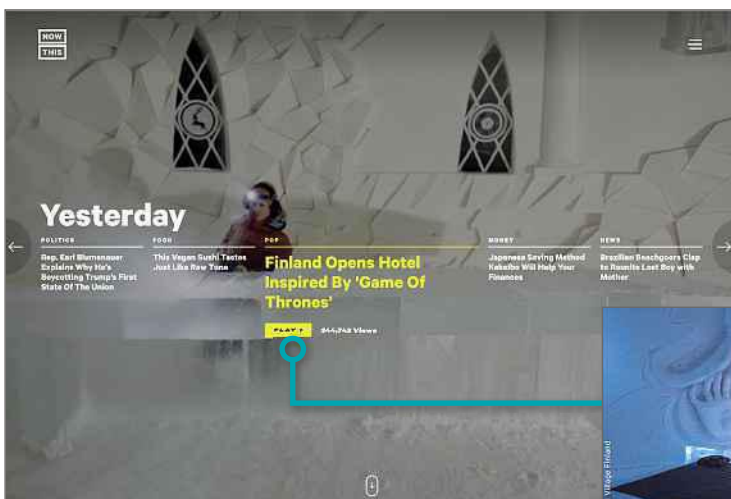 NOW
THIS
Yesterday
POLITICS
Rep. Earl Blumenauer
Explains Why He's
Boycotting Trump's First
State Of The Union
FOOD
This Vegan Sushi Tastes
Just Like Raw Tuna
POP
Finland Opens Hotel
Inspired By 'Game Of
Thrones'
PLAY
844,742 Views
MONEY
Japanese Saving Method
Kakeibo Will Help Your
Finances
NEWS
Brazilian Beachgoers Clap
to Reunite Lost Boy with
Mother
Village Finland